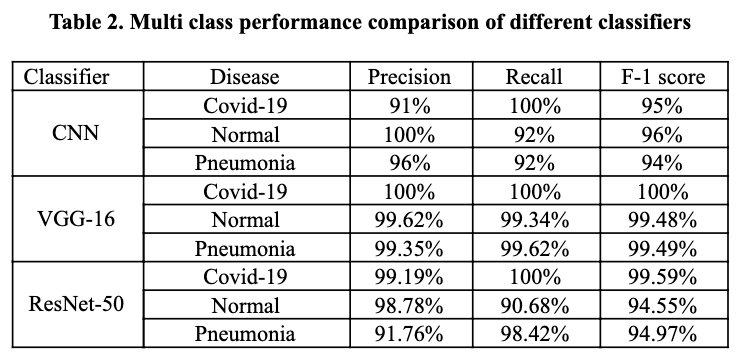 Table 2. Multi class performance comparison of different classifiers
Classifier Disease Precision Recall F-1 score
CNN
Covid-19 91% 100% 95%
Normal 100% 92% 96%
Pneumonia 96% 92% 94%
VGG-16
Covid-19 100% 100% 100%
Normal 99.62% 99.34% 99.48%
Pneumonia 99.35% 99.62% 99.49%
ResNet-50
Covid-19 99.19% 100% 99.59%
Normal 98.78% 90.68% 94.55%
Pneumonia 91.76% 98.42% 94.97%